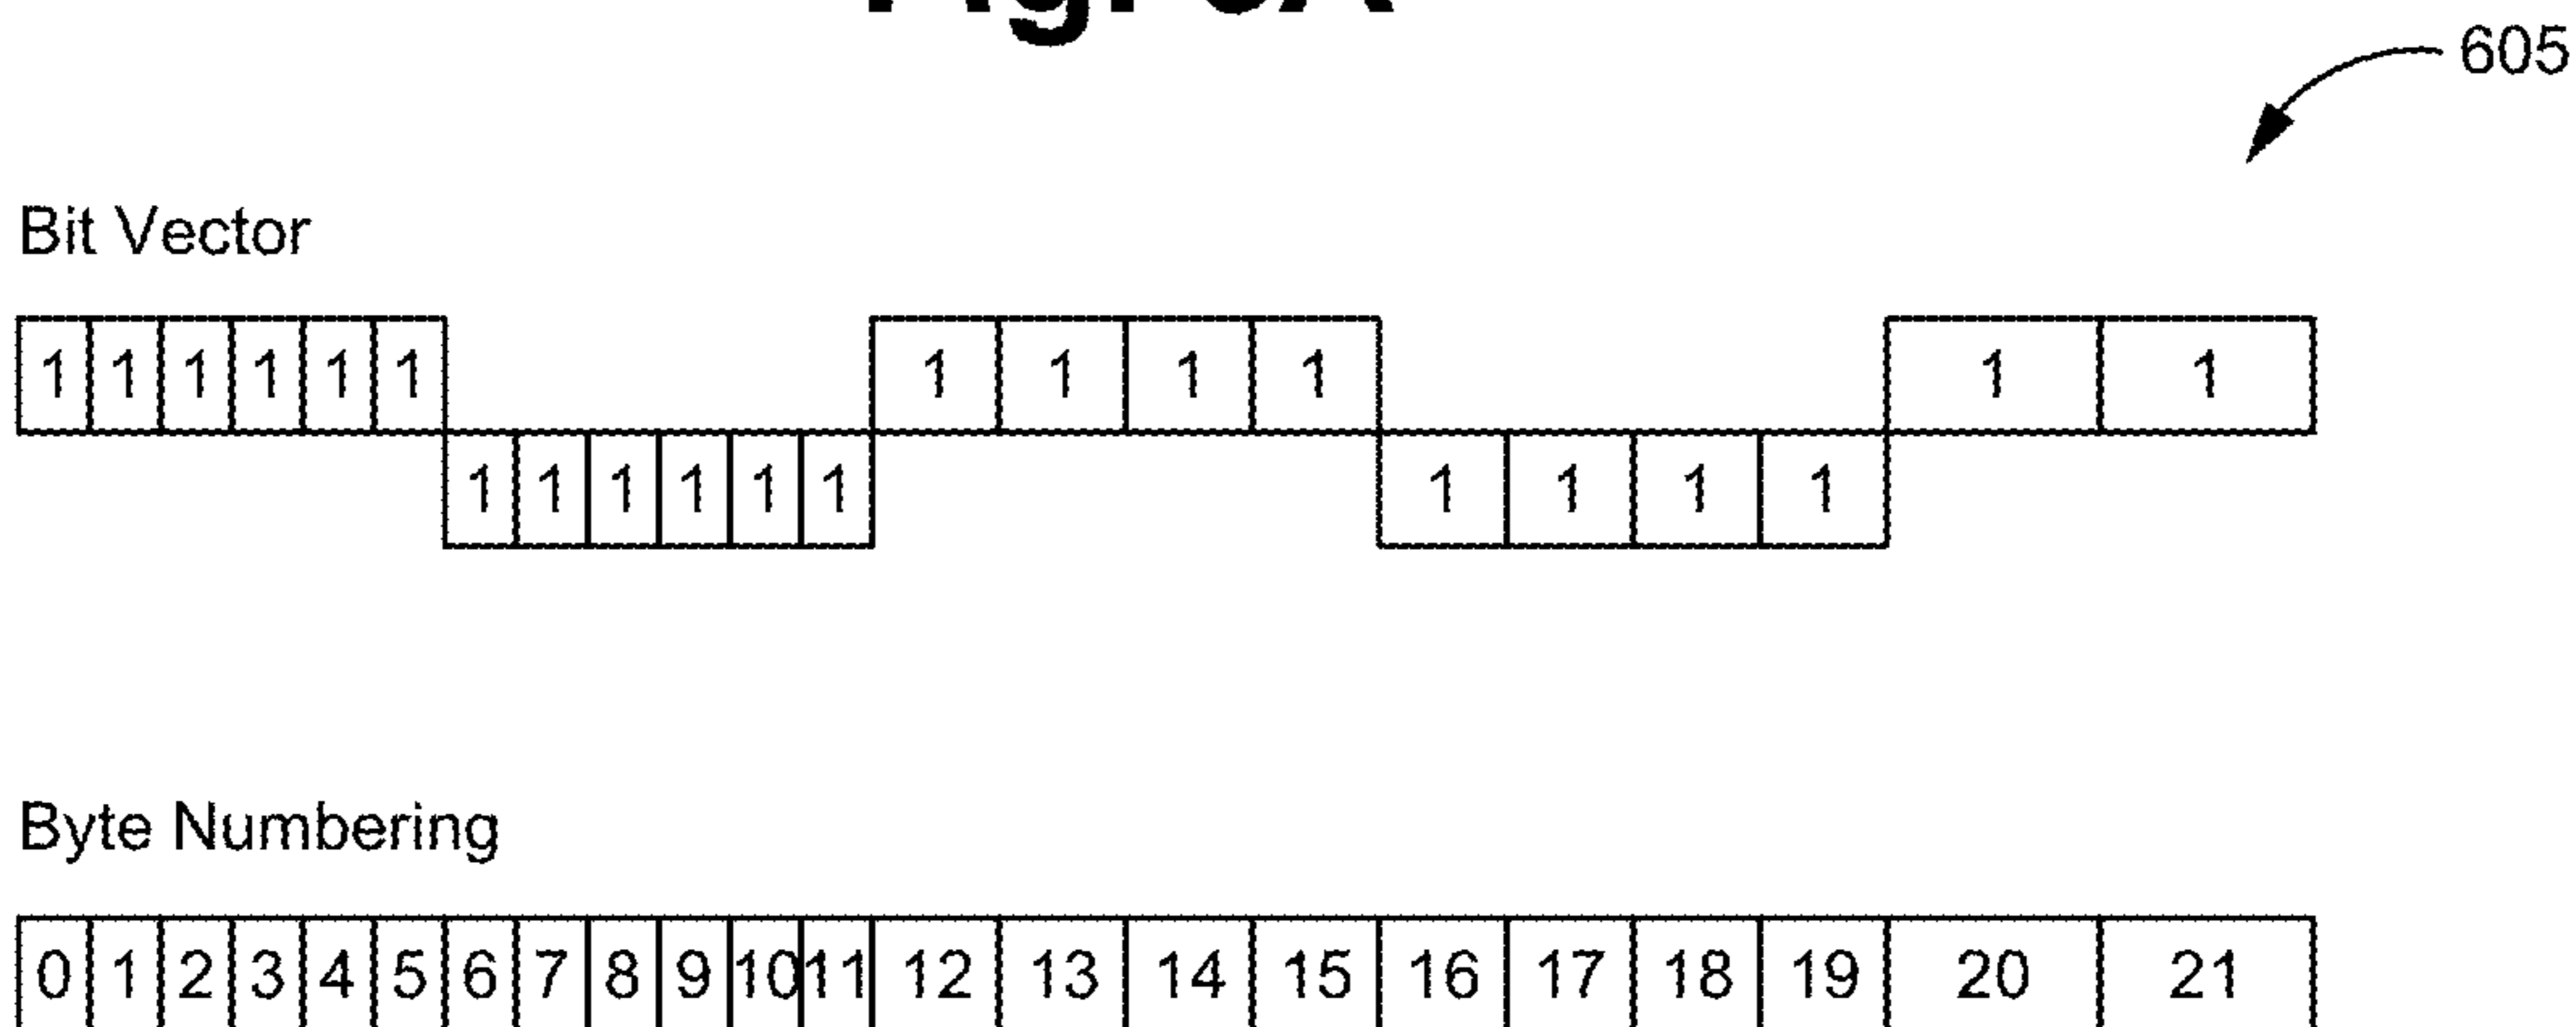 605
Bit Vector
1 1 1 1 1 1 1 1 1 1 1 1
1 1 1 1 1 1 1 1 1 1
Byte Numbering
0 1 2 3 4 5 6 7 8 9 10 11 12 13 14 15 16 17 18 19 20 21